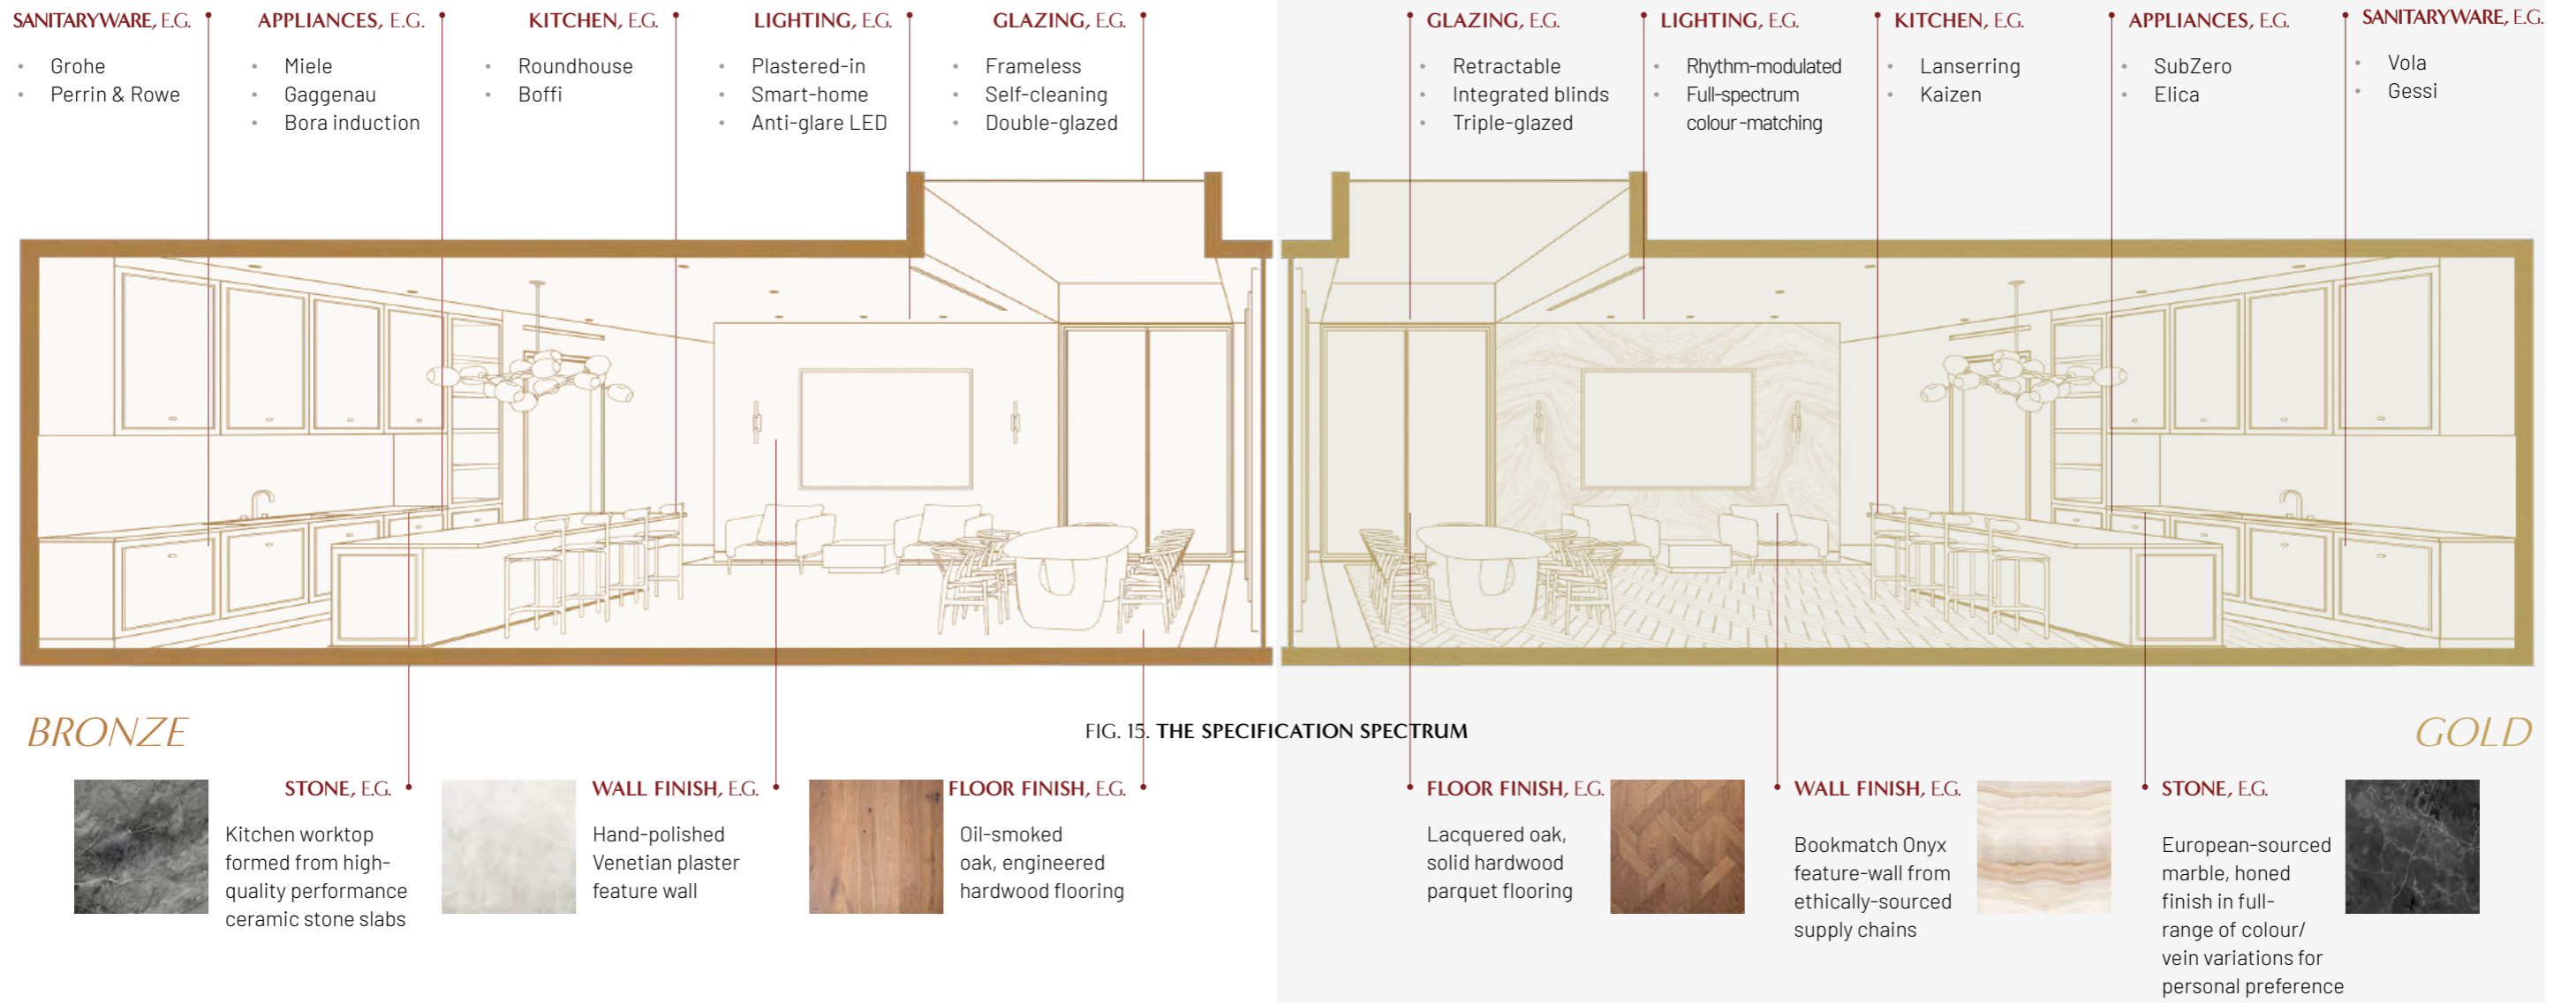 SANITARYWARE, E.G.
Grohe
Perrin & Rowe
APPLIANCES, E.G.
Miele
Gaggenau
Bora induction
KITCHEN, E.G.
Roundhouse
Boffi
LIGHTING, E.G.
Plastered-in
Smart-home
Anti-glare LED
GLAZING, E.G.
Frameless
Self-cleaning
Double-glazed
GLAZING, E.G.
Retractable
Integrated blinds
Triple-glazed
LIGHTING, E.G.
Rhythm-modulated
Full-spectrum
colour-matching
KITCHEN, E.G.
Lanserring
Kaizen
APPLIANCES, E.G.
SubZero
Elica
SANITARYWARE, E.G.
Vola
Gessi
BRONZE
FIG. 15. THE SPECIFICATION SPECTRUM
GOLD
STONE, E.G.
Kitchen worktop
formed from high-
quality performance
ceramic stone slabs
WALL FINISH, E.G.
Hand-polished
Venetian plaster
feature wall
FLOOR FINISH, E.G.
Oil-smoked
oak, engineered
hardwood flooring
FLOOR FINISH, E.G.
Lacquered oak,
solid hardwood
parquet flooring
WALL FINISH, E.G.
Bookmatch Onyx
feature-wall from
ethically-sourced
supply chains
STONE, E.G.
European-sourced
marble, honed
finish in full-
range of colour/
vein variations for
personal preference